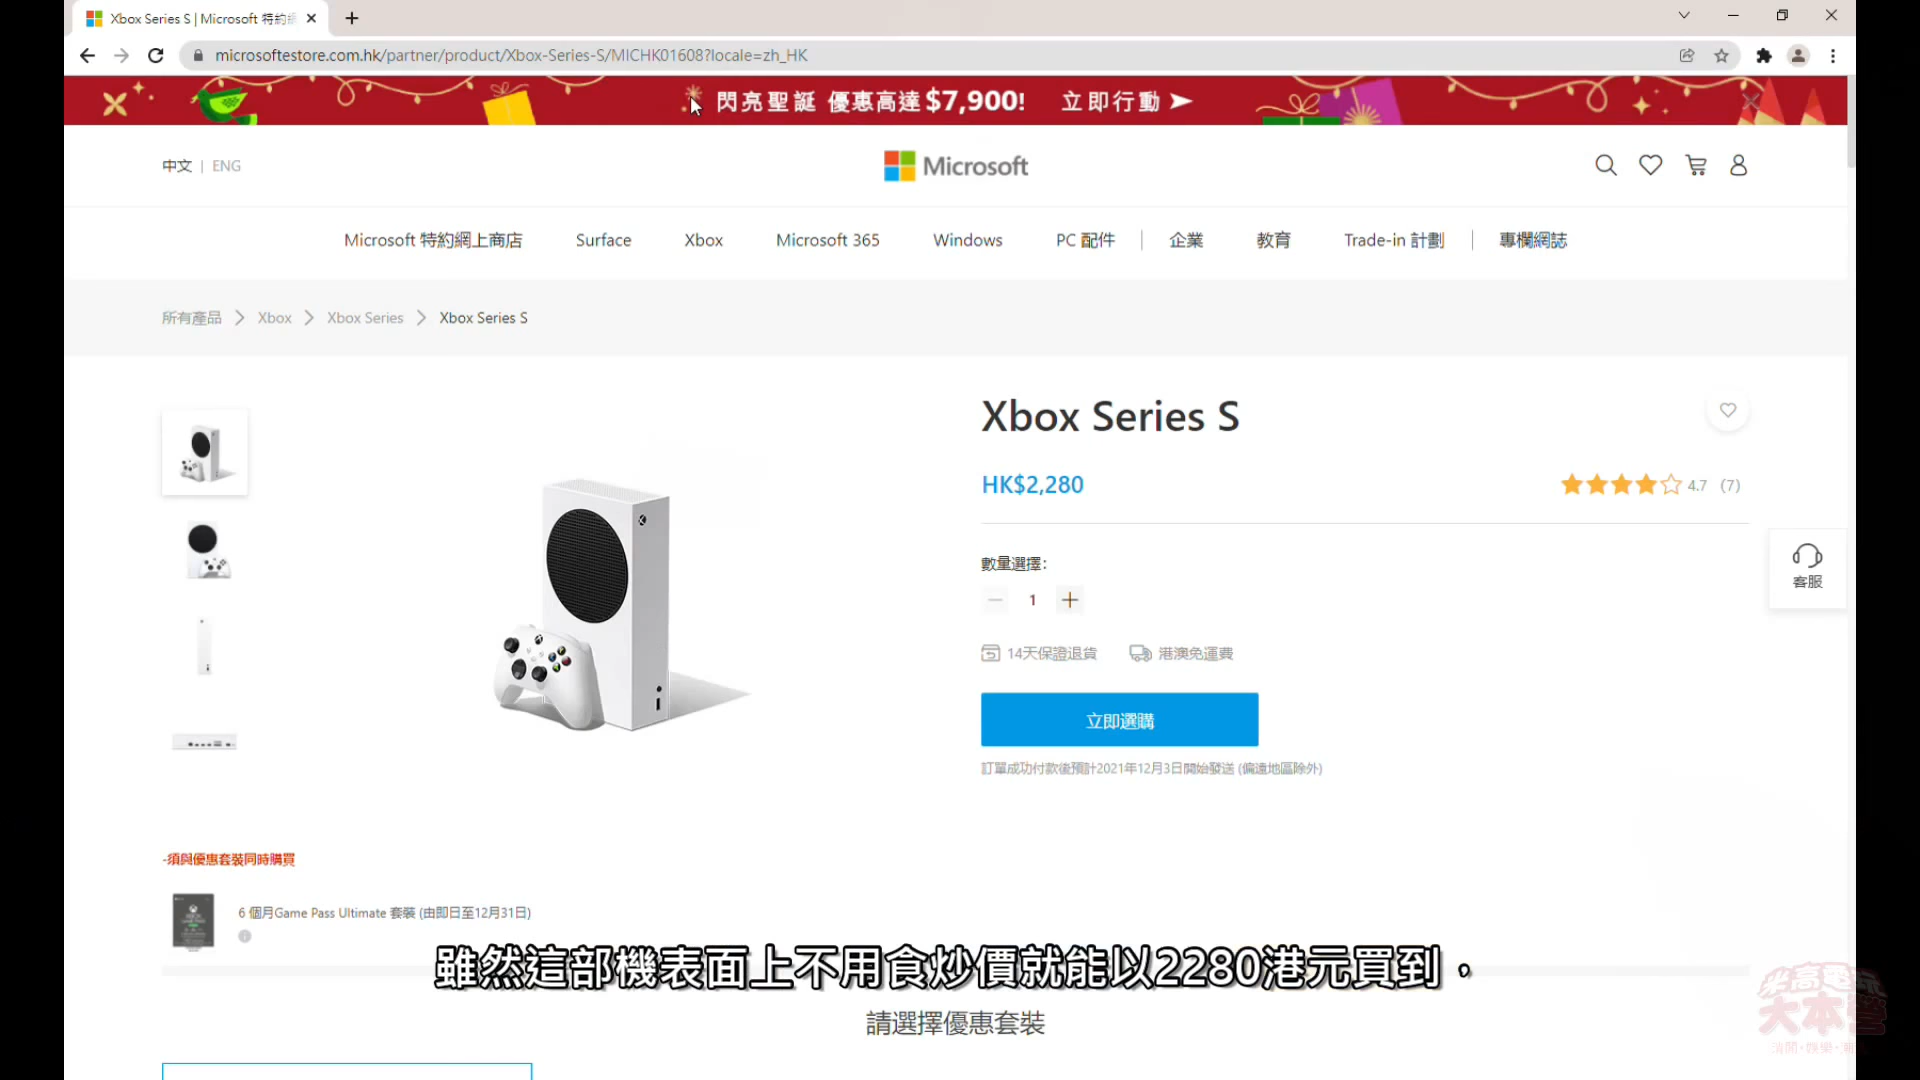 Xbox Series S | Microsoft 特約網
microsoftestore.com.hk/partner/product/Xbox-Series-S/MICHK01608?locale=zh_HK
閃亮聖誕 優惠高達$7,900! 立即行動 ➤
中文 | ENG
Microsoft
Microsoft 特約網上商店 Surface Xbox Microsoft 365 Windows PC 配件 | 企業 教育 Trade-in 計劃 | 專欄網誌
所有產品 > Xbox > Xbox Series > Xbox Series S
Xbox Series S
HK$2,280
4.7 (7)
數量選擇:
— 1 +
客服
14天保證退貨 港澳免運費
立即選購
訂單成功付款後預計2021年12月3日開始發送 (偏遠地區除外)
-須與優惠套裝同時購買
6 個月Game Pass Ultimate 套裝 (由即日至12月31日)
雖然這部機表面上不用食炒價就能以2280港元買到。
請選擇優惠套裝
米高電玩
大本營